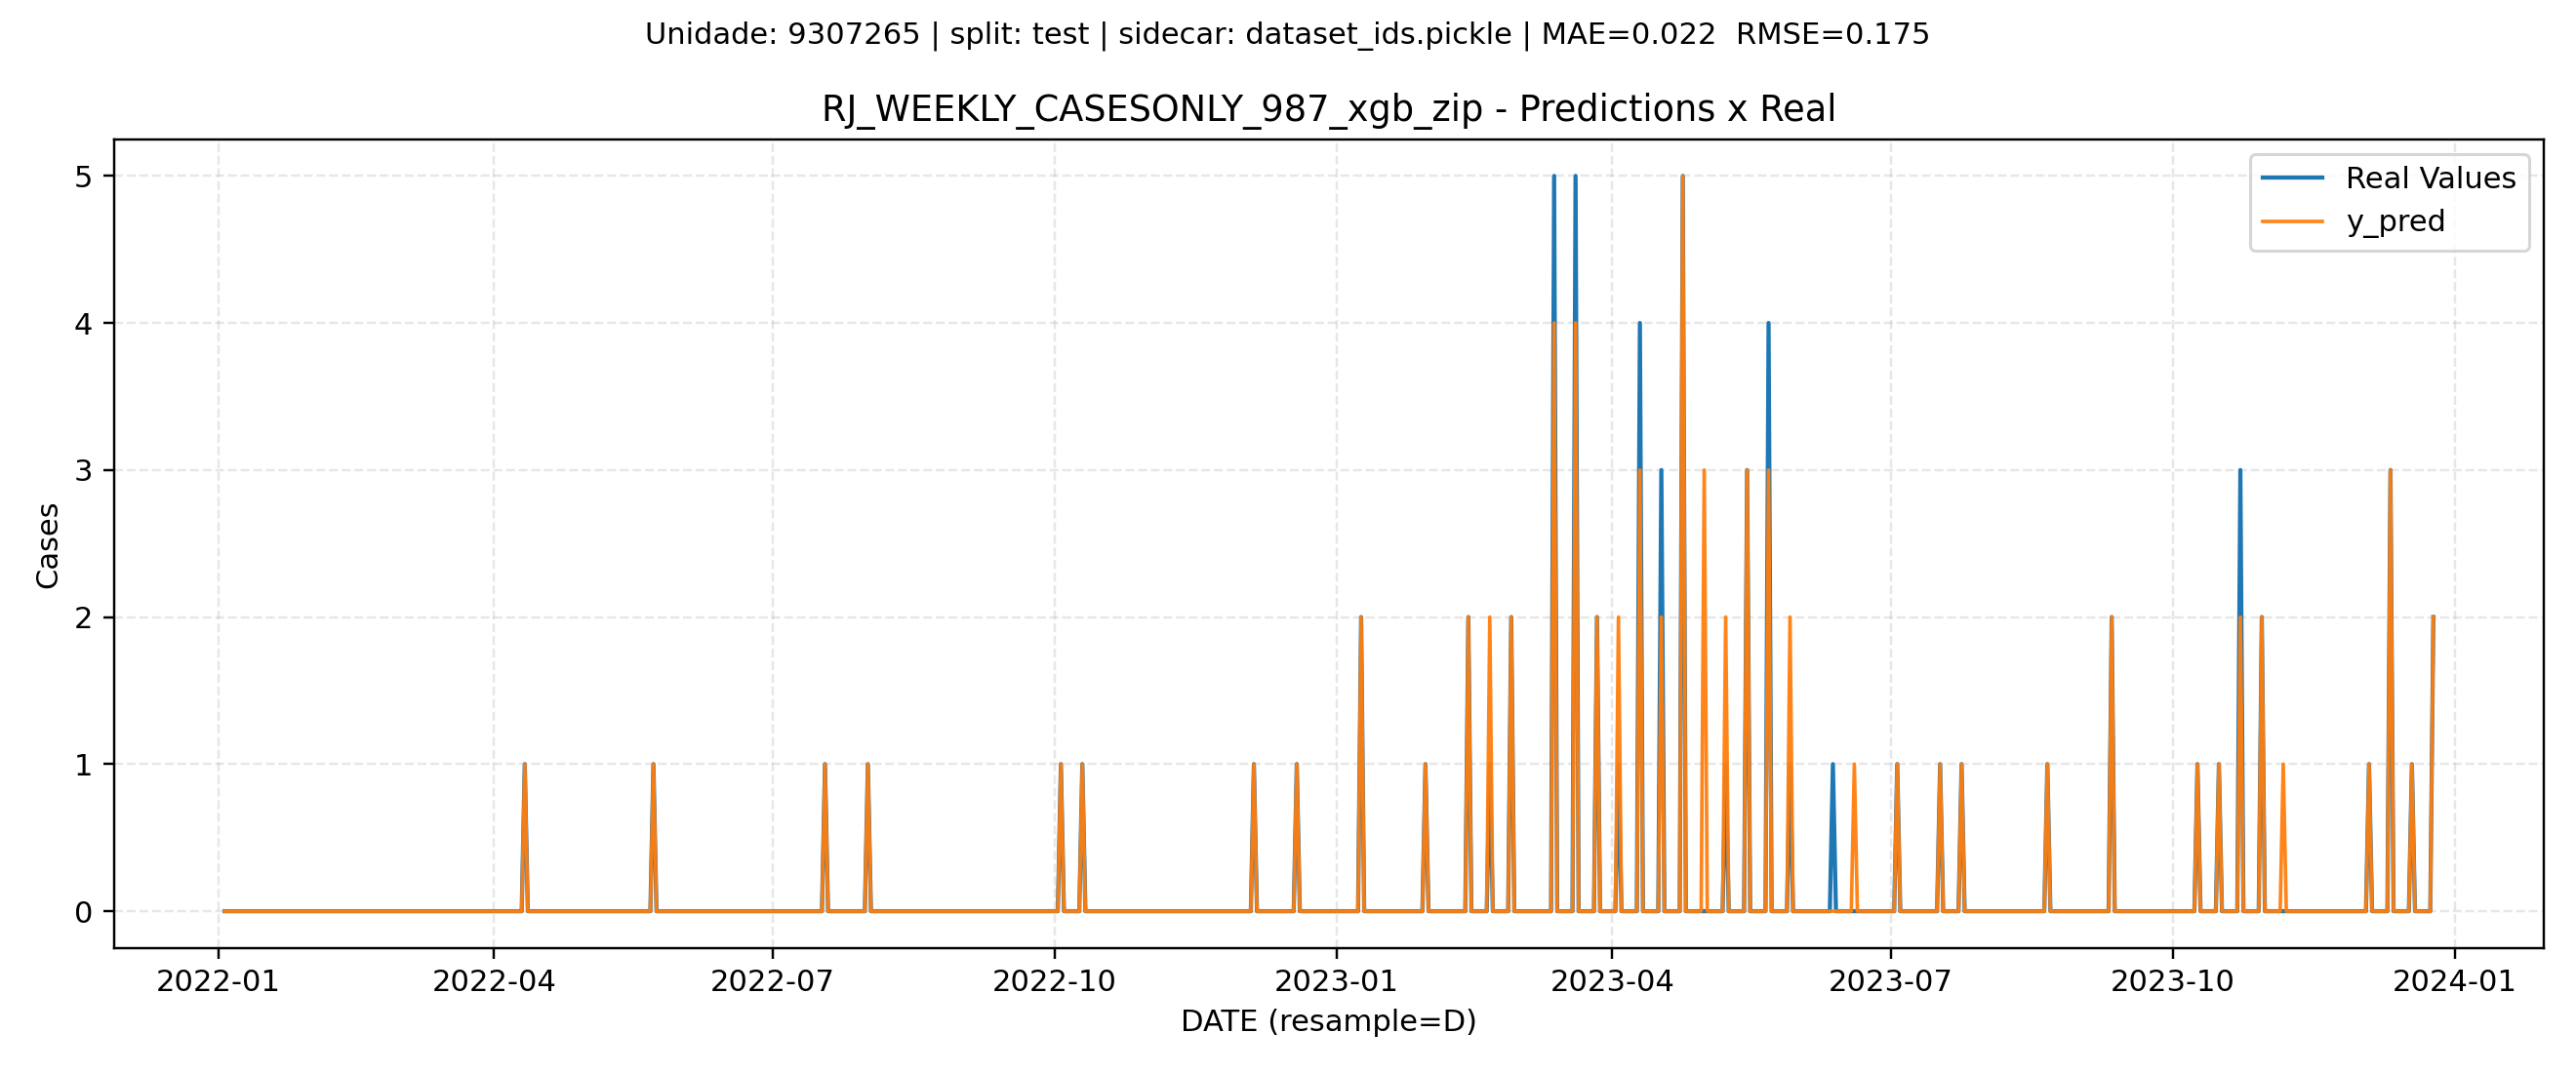 Unidade: 9307265 | split: test | sidecar: dataset_ids.pickle | MAE=0.022  RMSE=0.175
RJ_WEEKLY_CASESONLY_987_xgb_zip - Predictions x Real
Real Values
y_pred
Cases
5
4
3
2
1
0
2022-01
2022-04
2022-07
2022-10
2023-01
2023-04
2023-07
2023-10
2024-01
DATE (resample=D)